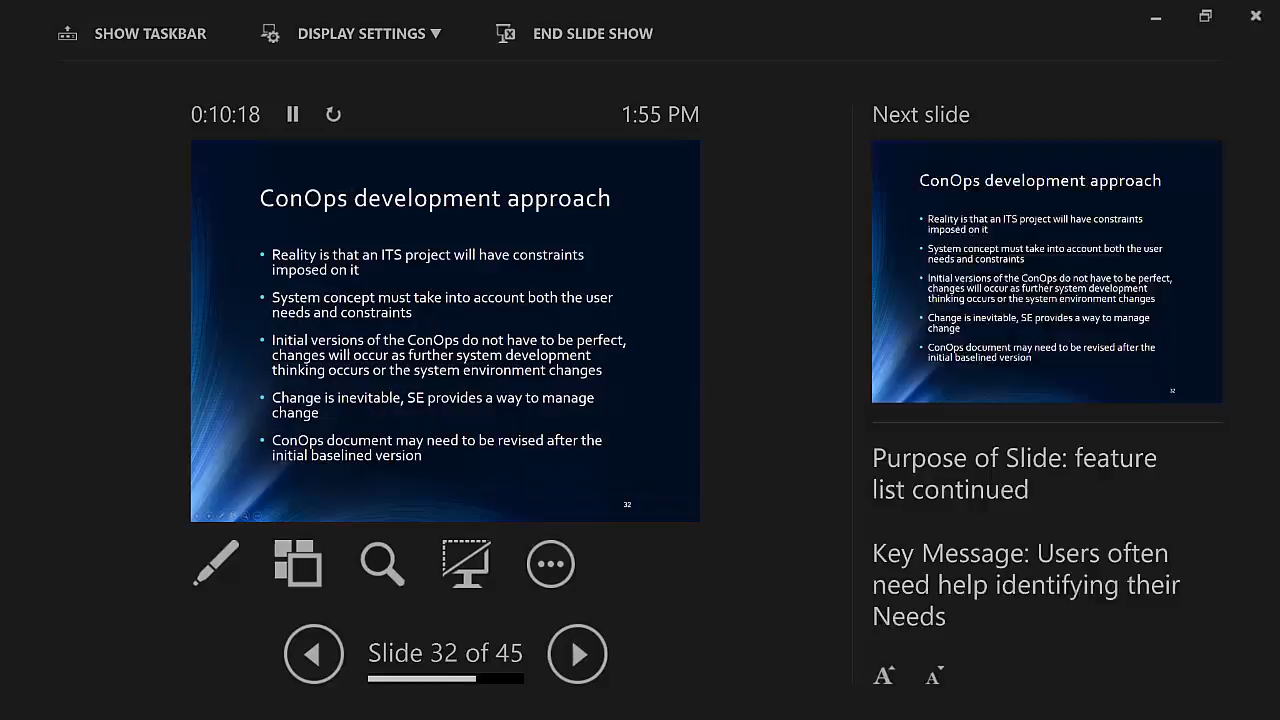 SHOW TASKBAR
DISPLAY SETTINGS ▼
END SLIDE SHOW
0:10:18
1:55 PM
ConOps development approach
• Reality is that an ITS project will have constraints
imposed on it
• System concept must take into account both the user
needs and constraints
• Initial versions of the ConOps do not have to be perfect,
changes will occur as further system development
thinking occurs or the system environment changes
• Change is inevitable, SE provides a way to manage
change
• ConOps document may need to be revised after the
initial baselined version
32
Slide 32 of 45
Next slide
ConOps development approach
• Reality is that an ITS project will have constraints
imposed on it
• System concept must take into account both the user
needs and constraints
• Initial versions of the ConOps do not have to be perfect,
changes will occur as further system development
thinking occurs or the system environment changes
• Change is inevitable, SE provides a way to manage
change
• ConOps document may need to be revised after the
initial baselined version
32
Purpose of Slide: feature
list continued
Key Message: Users often
need help identifying their
Needs
A A